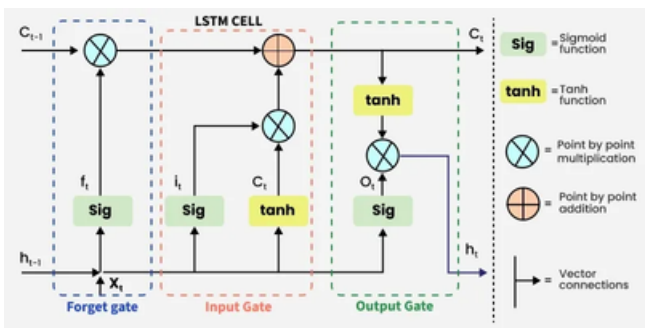 LSTM CELL
Ct-1
Ct
Sig
=Sigmoid
function
tanh
tanh
=Tanh
function
= Point by point
multiplication
ft
it
Ct
Ot
Sig
Sig
tanh
Sig
= Point by point
addition
ht-1
Xt
ht
= Vector
connections
Forget gate
Input Gate
Output Gate